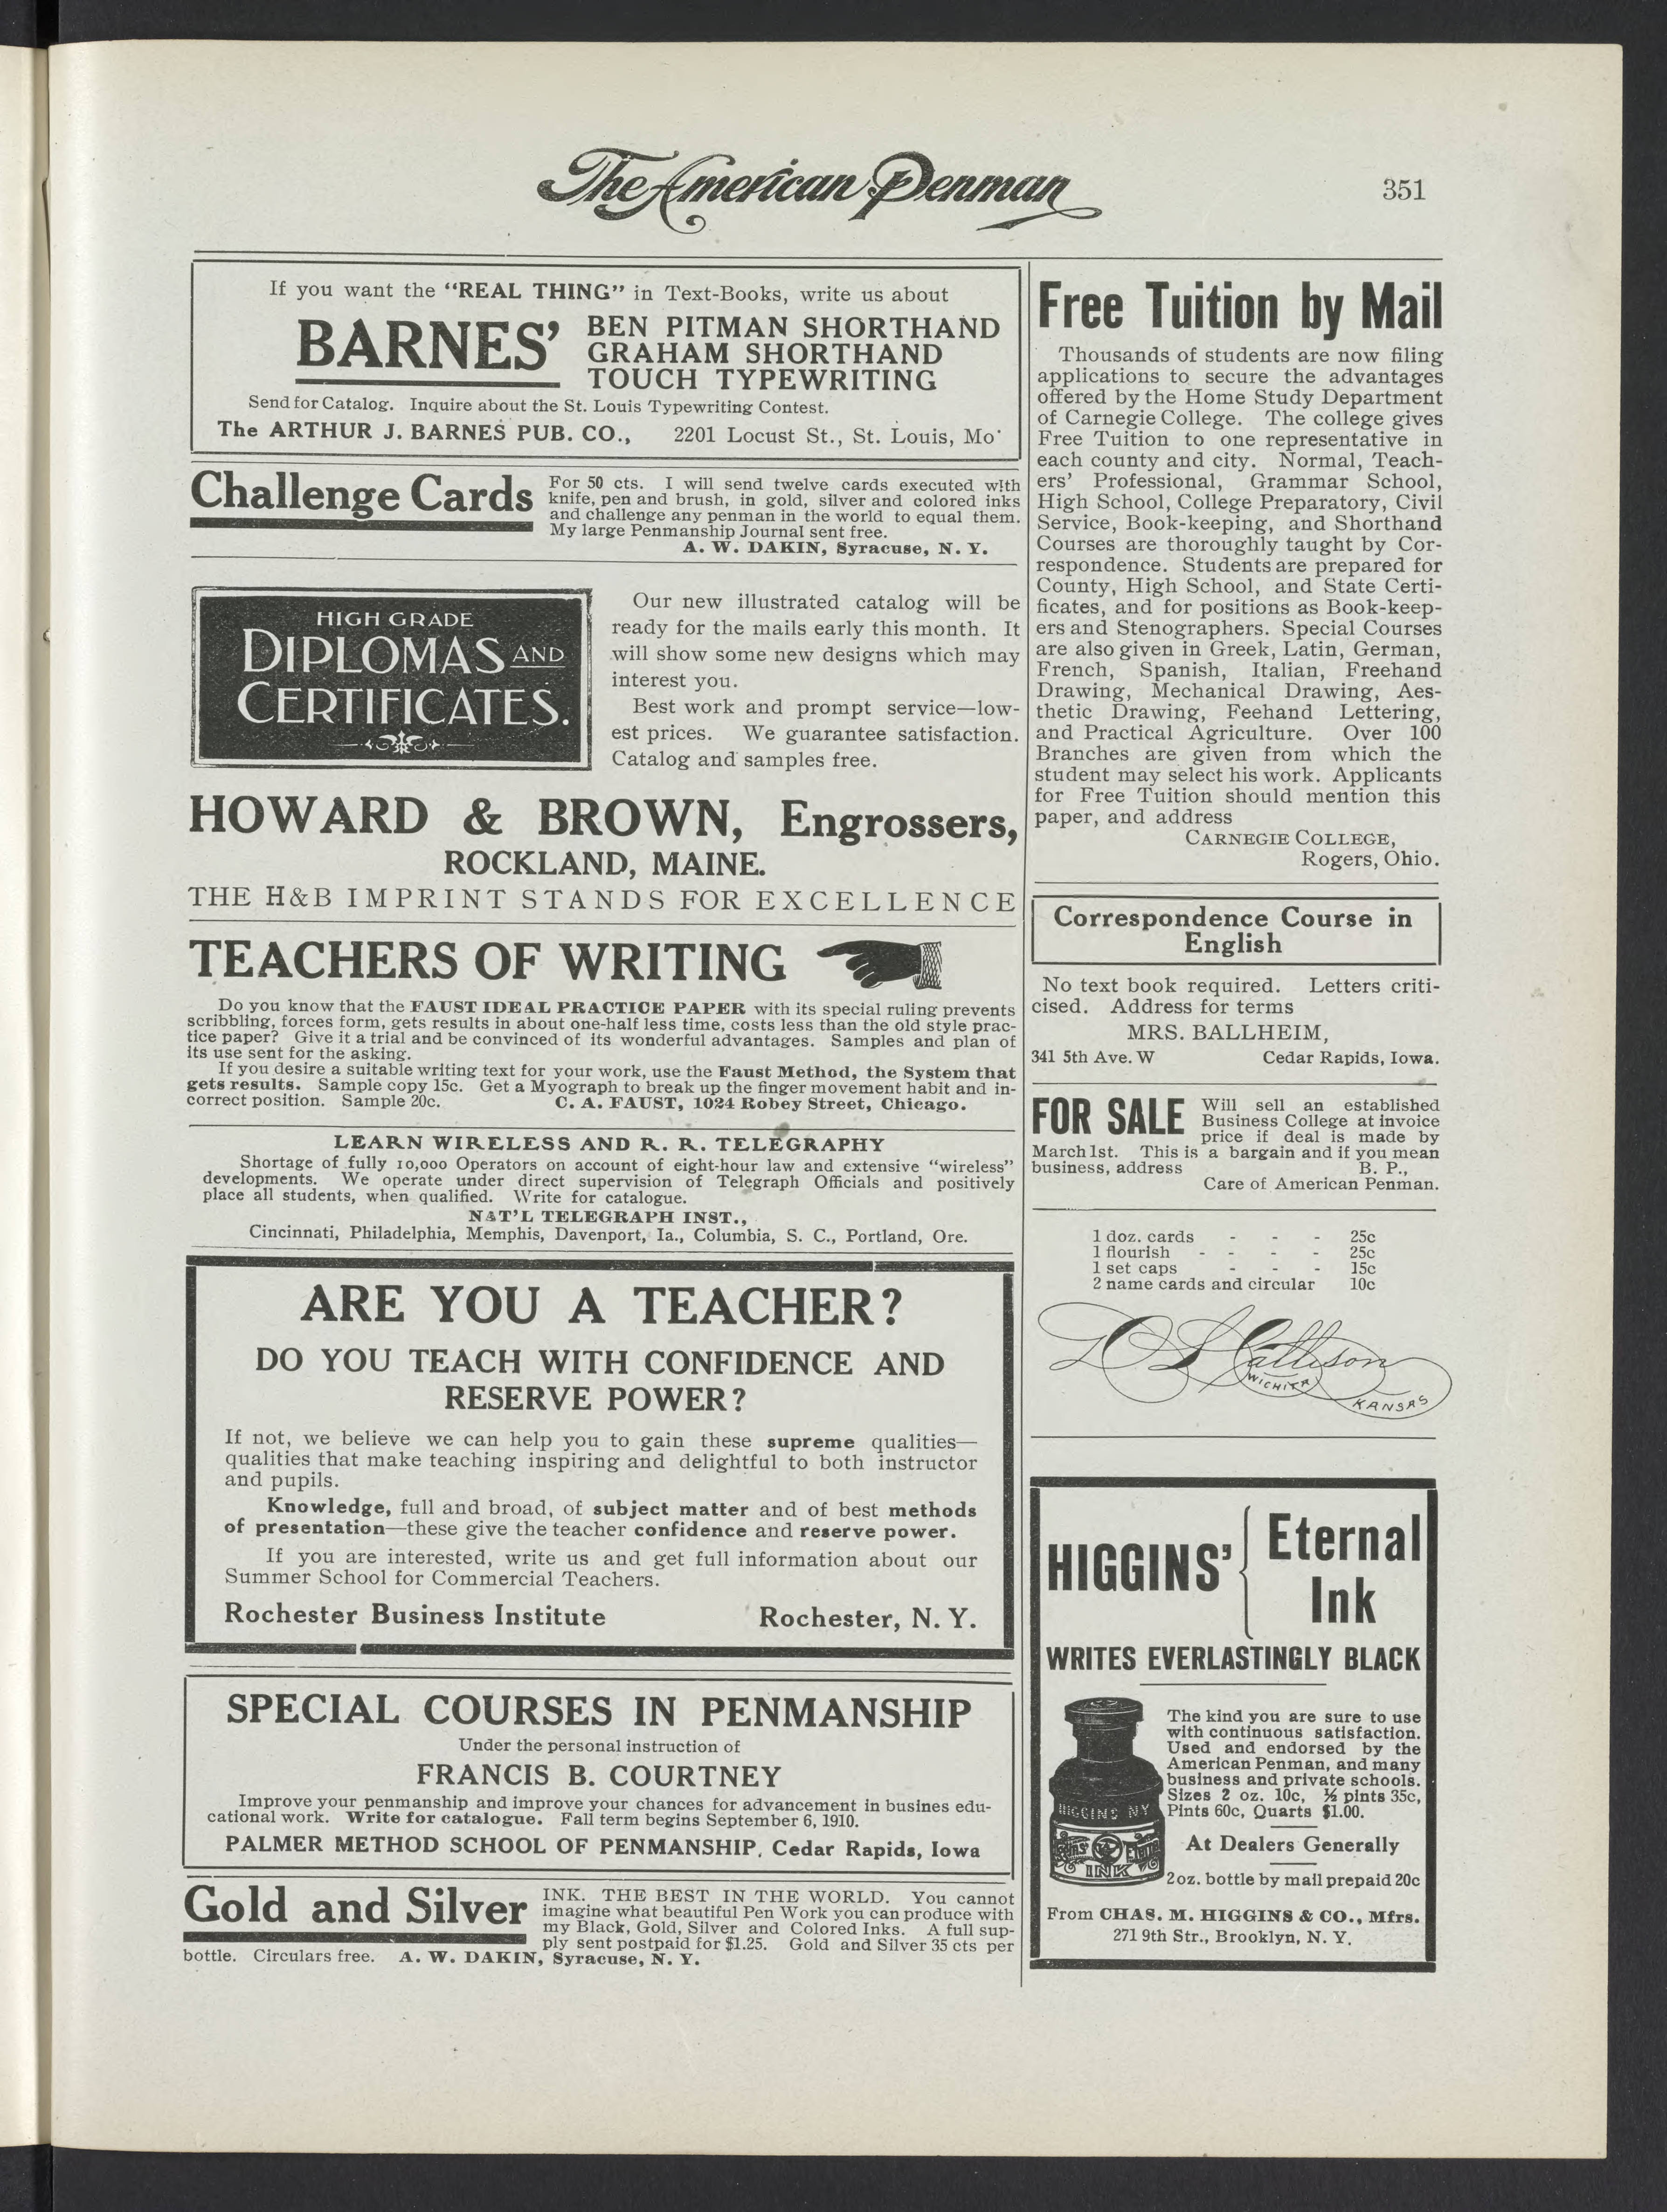 The American Penman
351
If you want the "REAL THING" in Text-Books, write us about
BARNES'
BEN PITMAN SHORTHAND
GRAHAM SHORTHAND
TOUCH TYPEWRITING
Send for Catalog. Inquire about the St. Louis Typewriting Contest.
The ARTHUR J. BARNES PUB. CO., 2201 Locust St., St. Louis, Mo
Challenge Cards
For 50 cts. I will send twelve cards executed with
knife, pen and brush, in gold, silver and colored inks
and challenge any penman in the world to equal them.
My large Penmanship Journal sent free.
A. W. DAKIN, Syracuse, N. Y.
HIGH GRADE
DIPLOMAS AND
CERTIFICATES.
Our new illustrated catalog will be
ready for the mails early this month. It
will show some new designs which may
interest you.
Best work and prompt service—low-
est prices. We guarantee satisfaction.
Catalog and samples free.
HOWARD & BROWN, Engrossers,
ROCKLAND, MAINE.
THE H&B IMPRINT STANDS FOR EXCELLENCE
TEACHERS OF WRITING
Do you know that the FAUST IDEAL PRACTICE PAPER with its special ruling prevents
scribbling, forces form, gets results in about one-half less time, costs less than the old style prac-
tice paper? Give it a trial and be convinced of its wonderful advantages. Samples and plan of
its use sent for the asking.
If you desire a suitable writing text for your work, use the Faust Method, the System that
gets results. Sample copy 15c. Get a Myograph to break up the finger movement habit and in-
correct position. Sample 20c. C. A. FAUST, 1024 Robey Street, Chicago.
LEARN WIRELESS AND R. R. TELEGRAPHY
Shortage of fully 10,000 Operators on account of eight-hour law and extensive "wireless"
developments. We operate under direct supervision of Telegraph Officials and positively
place all students, when qualified. Write for catalogue.
NAT'L TELEGRAPH INST.,
Cincinnati, Philadelphia, Memphis, Davenport, Ia., Columbia, S. C., Portland, Ore.
ARE YOU A TEACHER?
DO YOU TEACH WITH CONFIDENCE AND
RESERVE POWER?
If not, we believe we can help you to gain these supreme qualities—
qualities that make teaching inspiring and delightful to both instructor
and pupils.
Knowledge, full and broad, of subject matter and of best methods
of presentation—these give the teacher confidence and reserve power.
If you are interested, write us and get full information about our
Summer School for Commercial Teachers.
Rochester Business Institute Rochester, N. Y.
SPECIAL COURSES IN PENMANSHIP
Under the personal instruction of
FRANCIS B. COURTNEY
Improve your penmanship and improve your chances for advancement in busines edu-
cational work. Write for catalogue. Fall term begins September 6, 1910.
PALMER METHOD SCHOOL OF PENMANSHIP, Cedar Rapids, Iowa
Gold and Silver
INK. THE BEST IN THE WORLD. You cannot
imagine what beautiful Pen Work you can produce with
my Black, Gold, Silver and Colored Inks. A full sup-
ply sent postpaid for $1.25. Gold and Silver 35 cts per
bottle. Circulars free. A. W. DAKIN, Syracuse, N. Y.
Free Tuition by Mail
Thousands of students are now filing
applications to secure the advantages
offered by the Home Study Department
of Carnegie College. The college gives
Free Tuition to one representative in
each county and city. Normal, Teach-
ers' Professional, Grammar School,
High School, College Preparatory, Civil
Service, Book-keeping, and Shorthand
Courses are thoroughly taught by Cor-
respondence. Students are prepared for
County, High School, and State Certi-
ficates, and for positions as Book-keep-
ers and Stenographers. Special Courses
are also given in Greek, Latin, German,
French, Spanish, Italian, Freehand
Drawing, Mechanical Drawing, Aes-
thetic Drawing, Feehand Lettering,
and Practical Agriculture. Over 100
Branches are given from which the
student may select his work. Applicants
for Free Tuition should mention this
paper, and address
CARNEGIE COLLEGE,
Rogers, Ohio.
Correspondence Course in
English
No text book required. Letters criti-
cised. Address for terms
MRS. BALLHEIM,
341 5th Ave. W Cedar Rapids, Iowa.
FOR SALE
Will sell an established
Business College at invoice
price if deal is made by
March 1st. This is a bargain and if you mean
business, address B. P.,
Care of American Penman.
1 doz. cards - - - 25c
1 flourish - - - - 25c
1 set caps - - - 15c
2 name cards and circular 10c
WICHITA
KANSAS
HIGGINS'
Eternal
Ink
WRITES EVERLASTINGLY BLACK
The kind you are sure to use
with continuous satisfaction.
Used and endorsed by the
American Penman, and many
business and private schools.
Sizes 2 oz. 10c, ½ pints 35c,
Pints 60c, Quarts $1.00.
HIGGINS NY
INK
At Dealers Generally
2 oz. bottle by mail prepaid 20c
From CHAS. M. HIGGINS & CO., Mfrs.
271 9th Str., Brooklyn, N. Y.